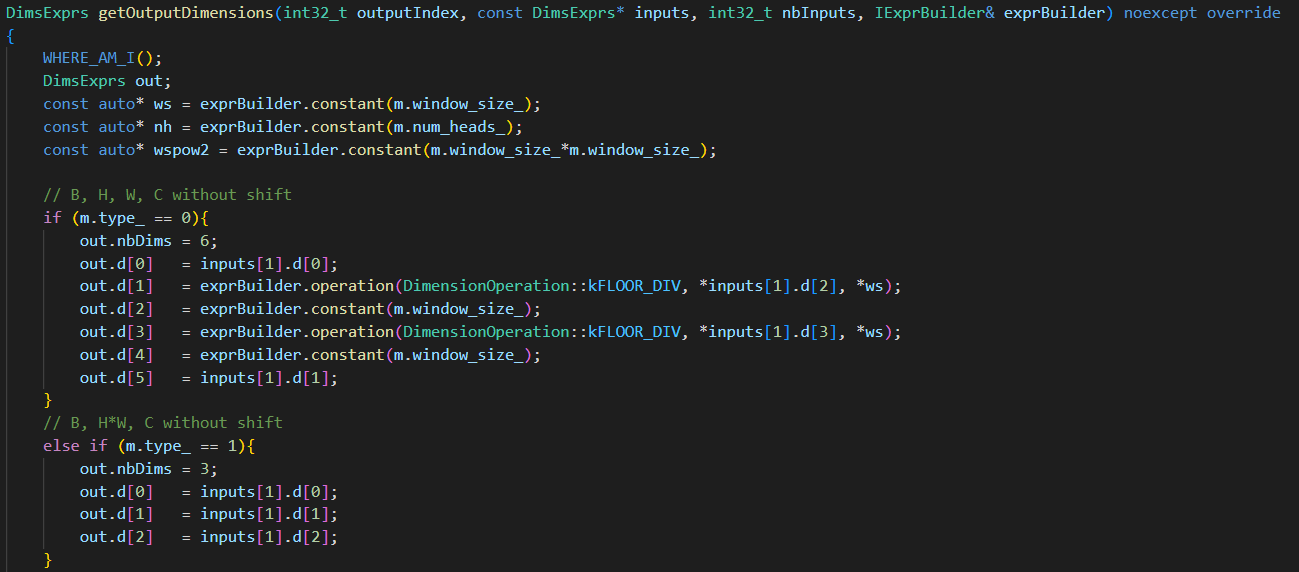 DimsExprs getOutputDimensions(int32_t outputIndex, const DimsExprs* inputs, int32_t nbInputs, IExprBuilder& exprBuilder) noexcept override
{
    WHERE_AM_I();
    DimsExprs out;
    const auto* ws = exprBuilder.constant(m.window_size_);
    const auto* nh = exprBuilder.constant(m.num_heads_);
    const auto* wspow2 = exprBuilder.constant(m.window_size_*m.window_size_);

    // B, H, W, C without shift
    if (m.type_ == 0){
        out.nbDims = 6;
        out.d[0]   = inputs[1].d[0];
        out.d[1]   = exprBuilder.operation(DimensionOperation::kFLOOR_DIV, *inputs[1].d[2], *ws);
        out.d[2]   = exprBuilder.constant(m.window_size_);
        out.d[3]   = exprBuilder.operation(DimensionOperation::kFLOOR_DIV, *inputs[1].d[3], *ws);
        out.d[4]   = exprBuilder.constant(m.window_size_);
        out.d[5]   = inputs[1].d[1];
    }
    // B, H*W, C without shift
    else if (m.type_ == 1){
        out.nbDims = 3;
        out.d[0]   = inputs[1].d[0];
        out.d[1]   = inputs[1].d[1];
        out.d[2]   = inputs[1].d[2];
    }